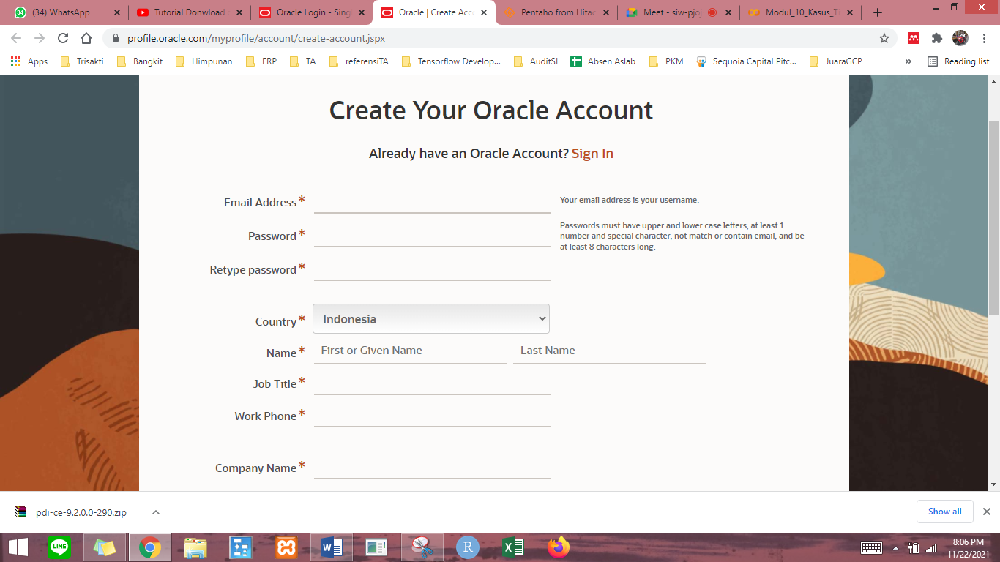 (34) WhatsApp
Tutorial Donwload
Oracle Login - Sing
Oracle | Create Acc
Pentaho from Hitac
Meet - siw-pjoj
Modul_10_Kasus_T
profile.oracle.com/myprofile/account/create-account.jspx
Apps
Trisakti
Bangkit
Himpunan
ERP
TA
referensiTA
Tensorflow Develop...
AuditSI
Absen Aslab
PKM
Sequoia Capital Pitc...
JuaraGCP
»
Reading list
Create Your Oracle Account
Already have an Oracle Account? Sign In
Email Address*
Your email address is your username.
Password*
Passwords must have upper and lower case letters, at least 1
number and special character, not match or contain email, and be
at least 8 characters long.
Retype password*
Country*
Indonesia
Name*
First or Given Name
Last Name
Job Title*
Work Phone*
Company Name*
pdi-ce-9.2.0.0-290.zip
Show all
LINE
R
8:06 PM
11/22/2021